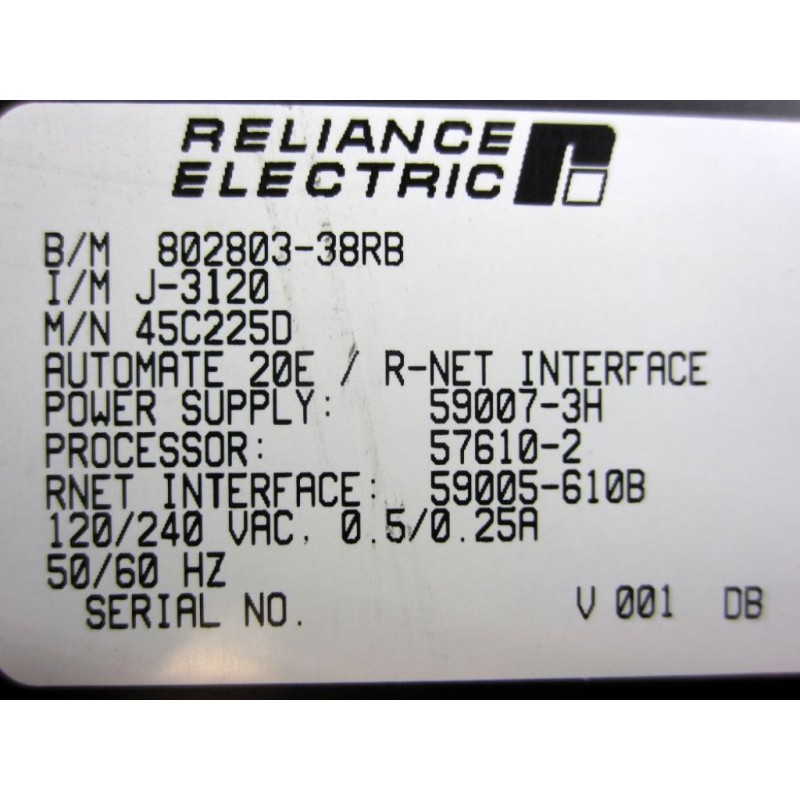 RELIANCE
ELECTRIC
B/M 802803-38RB
I/M J-3120
M/N 45C225D
AUTOMATE 20E / R-NET INTERFACE
POWER SUPPLY: 59007-3H
PROCESSOR: 57610-2
RNET INTERFACE: 59005-610B
120/240 VAC, 0.5/0.25A
50/60 HZ
SERIAL NO. V 001 DB